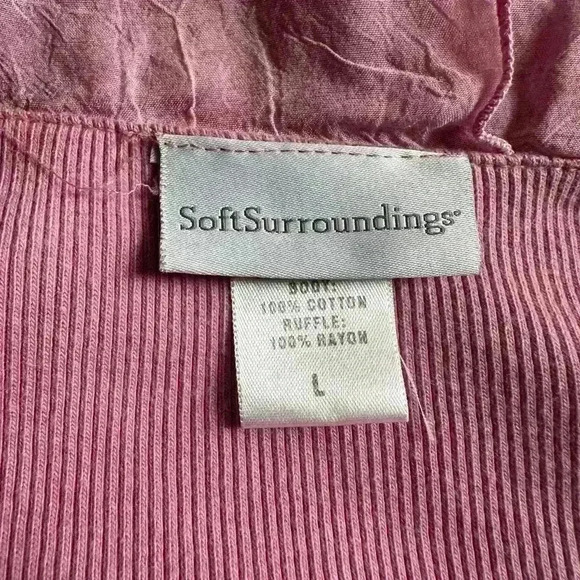 SoftSurroundings®
BODY:
100% COTTON
RUFFLE:
100% RAYON
L